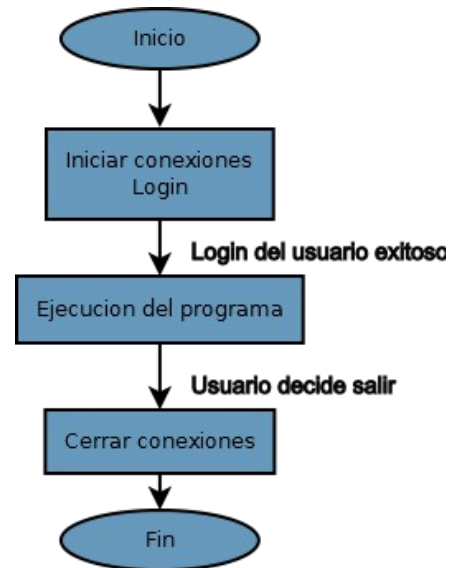 Inicio
Iniciar conexiones
Login
Login del usuario exitoso
Ejecucion del programa
Usuario decide salir
Cerrar conexiones
Fin